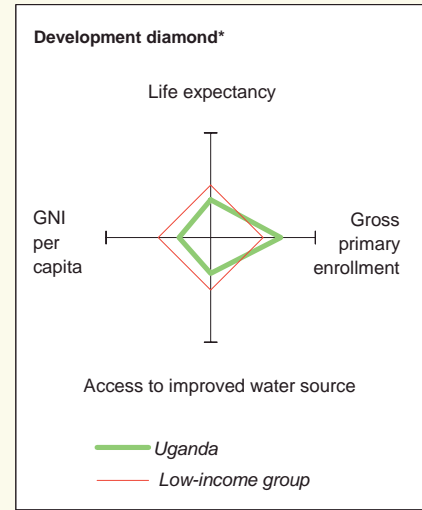 Development diamond*
Life expectancy
GNI
per
capita
Gross
primary
enrollment
Access to improved water source
Uganda
Low-income group